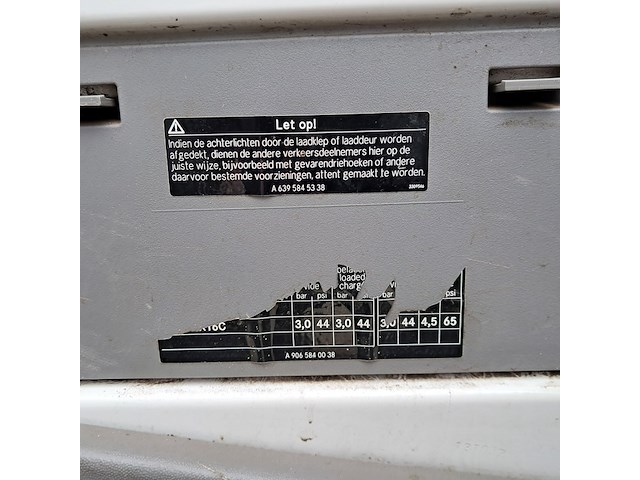 Let op!
Indien de achterlichten door de laadklep of laaddeur worden
afgedekt, dienen de andere verkeersdeelnemers hier op de
juiste wijze, bijvoorbeeld met gevarendriehoeken of andere
daarvoor bestemde voorzieningen, attent gemaakt te worden.
A 639 584 53 38
loaded
bar psi bar bar psi
3,0 44 3,0 44 3,0 44 4,5 65
A 906 584 00 38